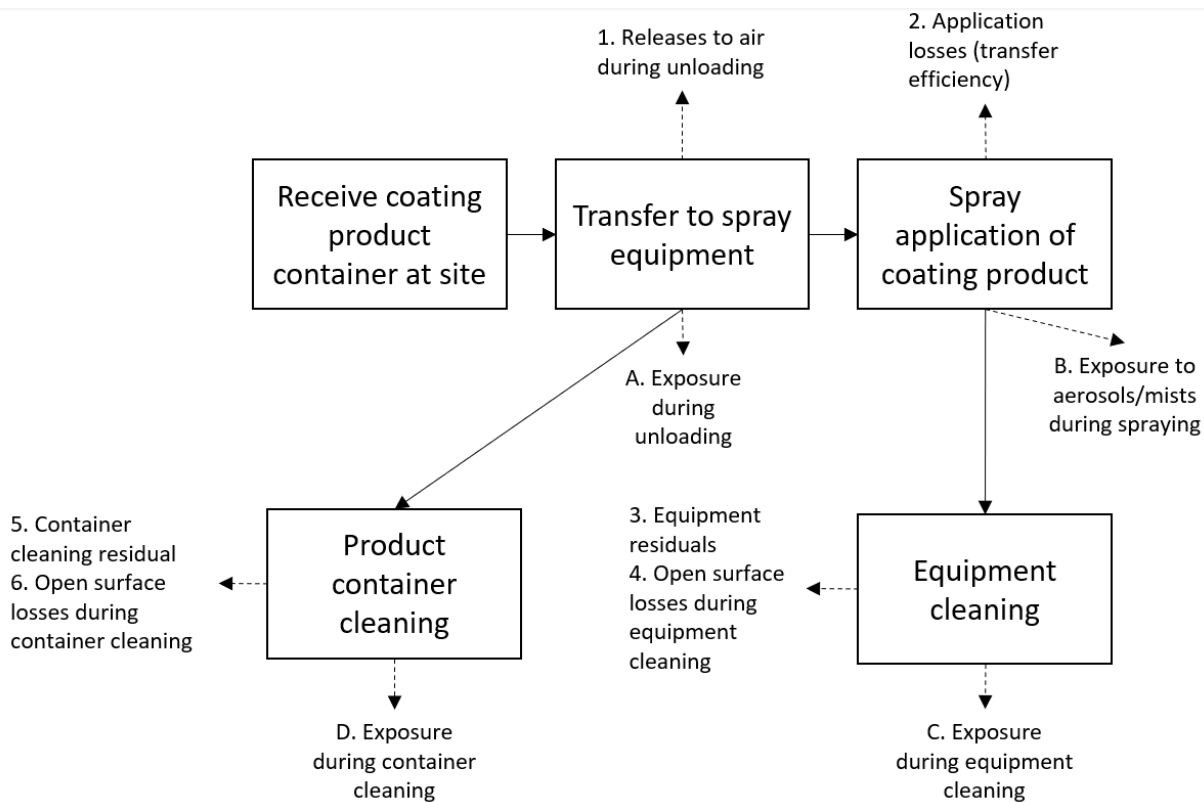 1. Releases to air
during unloading
2. Application
losses (transfer
efficiency)
Receive coating
product
container at site
Transfer to spray
equipment
Spray
application of
coating product
A. Exposure
during
unloading
B. Exposure to
aerosols/mists
during spraying
5. Container
cleaning residual
6. Open surface
losses during
container cleaning
Product
container
cleaning
3. Equipment
residuals
4. Open surface
losses during
equipment
cleaning
Equipment
cleaning
D. Exposure
during container
cleaning
C. Exposure
during equipment
cleaning